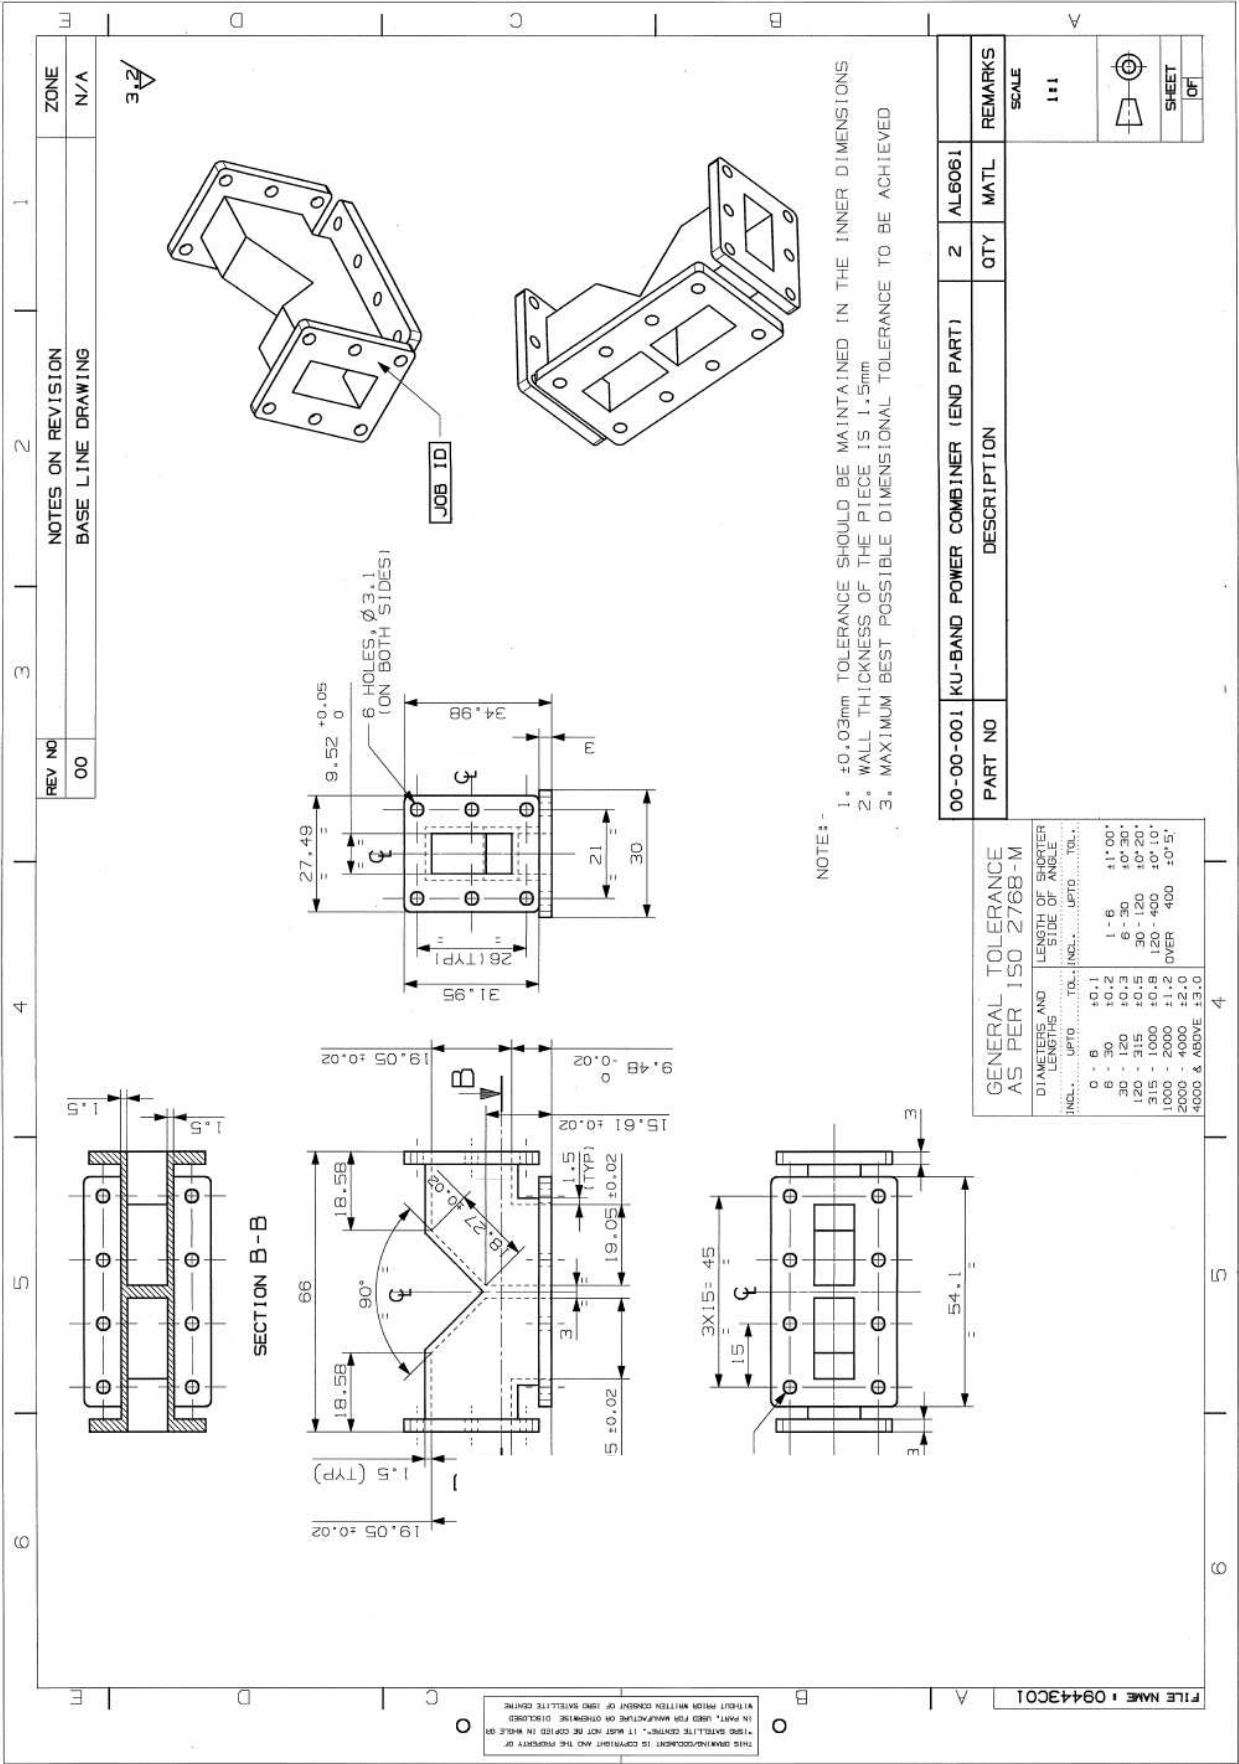 6
5
4
3
2
1
REV NO
NOTES ON REVISION
ZONE
00
BASE LINE DRAWING
N/A
E
D
C
B
A
3.2
1.5
1.5
SECTION B-B
66
18.58
18.58
90°
℄
18.27 ±0.02
19.05 ±0.02
B
0
9.48 -0.02
15.61 ±0.02
1.5
(TYP)
19.05 ±0.02
3
5 ±0.02
1.5 (TYP)
19.05 ±0.02
27.49
=
=
9.52 +0.05
0
=
=
℄
℄
6 HOLES, Ø3.1
(ON BOTH SIDES)
34.98
3
31.95
26(TYP)
=
=
21
=
=
30
JOB ID
3X15= 45
=
=
15
℄
54.1
=
=
3
3
NOTE:-
1. ±0.03mm TOLERANCE SHOULD BE MAINTAINED IN THE INNER DIMENSIONS
2. WALL THICKNESS OF THE PIECE IS 1.5mm
3. MAXIMUM BEST POSSIBLE DIMENSIONAL TOLERANCE TO BE ACHIEVED
00-00-001 KU-BAND POWER COMBINER (END PART) 2 AL6061
PART NO DESCRIPTION QTY MATL REMARKS
SCALE
1:1
SHEET
OF
GENERAL TOLERANCE
AS PER ISO 2768-M
DIAMETERS AND LENGTHS
LENGTH OF SHORTER SIDE OF ANGLE
INCL. UPTO TOL. INCL. UPTO TOL.
0 - 6 ±0.1 1 - 6 ±1°00'
6 - 30 ±0.2 6 - 30 ±0°30'
30 - 120 ±0.3 30 - 120 ±0°20'
120 - 315 ±0.5 120 - 400 ±0°10'
315 - 1000 ±0.8 OVER 400 ±0°5'
1000 - 2000 ±1.2
2000 - 4000 ±2.0
4000 & ABOVE ±3.0
6
5
4
E
D
C
B
A
FILE NAME : 09443C01
THIS DRAWING/DOCUMENT IS COPYRIGHT AND THE PROPERTY OF
"ISRO SATELLITE CENTRE". IT MUST NOT BE COPIED IN WHOLE OR
IN PART, USED FOR MANUFACTURE OR OTHERWISE DISCLOSED
WITHOUT PRIOR WRITTEN CONSENT OF ISRO SATELLITE CENTRE